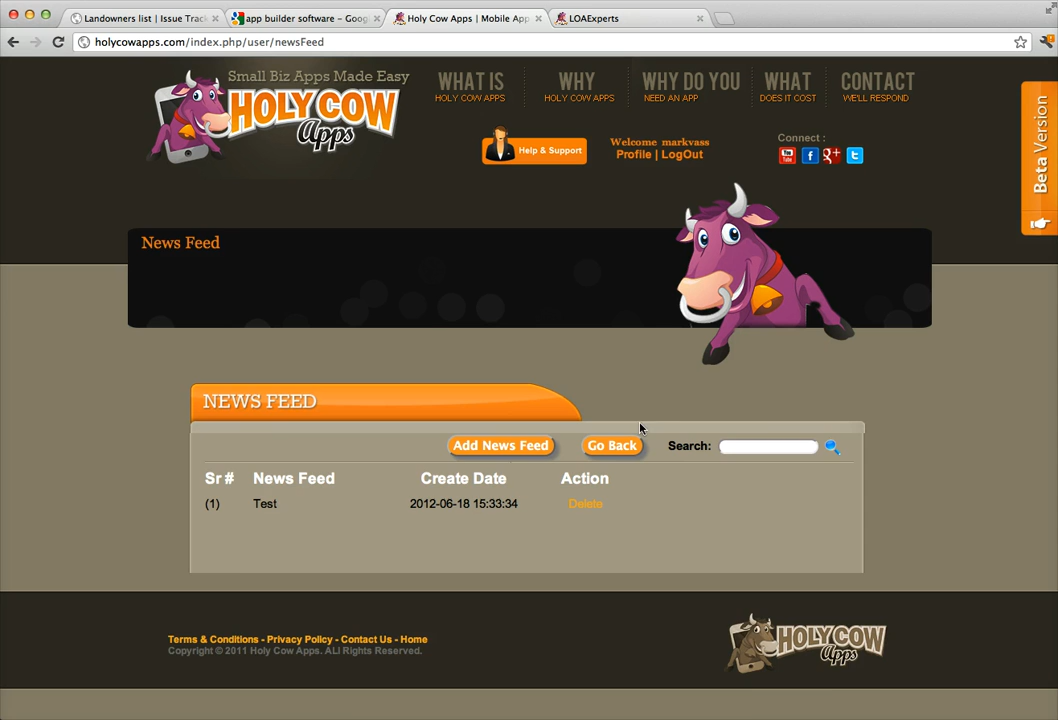 Landowners list | Issue Track
app builder software – Goog
Holy Cow Apps | Mobile App
LOAExperts
holycowapps.com/index.php/user/newsFeed
Small Biz Apps Made Easy
HOLY COW
Apps
WHAT IS
HOLY COW APPS
WHY
HOLY COW APPS
WHY DO YOU
NEED AN APP
WHAT
DOES IT COST
CONTACT
WE'LL RESPOND
Help & Support
Welcome markvass
Profile | LogOut
Connect :
You Tube
f
g+
t
Beta Version
News Feed
NEWS FEED
Add News Feed
Go Back
Search:
Sr # News Feed Create Date Action
(1) Test 2012-06-18 15:33:34 Delete
Terms & Conditions - Privacy Policy - Contact Us - Home
Copyright © 2011 Holy Cow Apps. ALl Rights Reserved.
HOLY COW
Apps